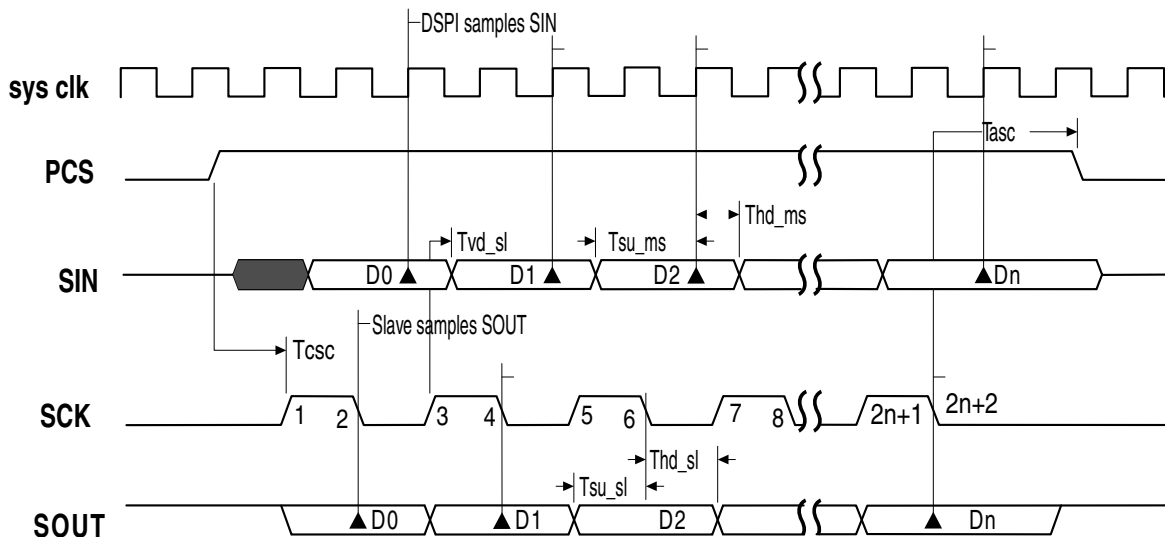 DSPI samples SIN
sys clk
Tasc
PCS
Thd_ms
Tvd_sl
Tsu_ms
SIN
D0
D1
D2
Dn
Slave samples SOUT
Tcsc
SCK
1
2
3
4
5
6
7
8
2n+1
2n+2
Thd_sl
Tsu_sl
SOUT
D0
D1
D2
Dn